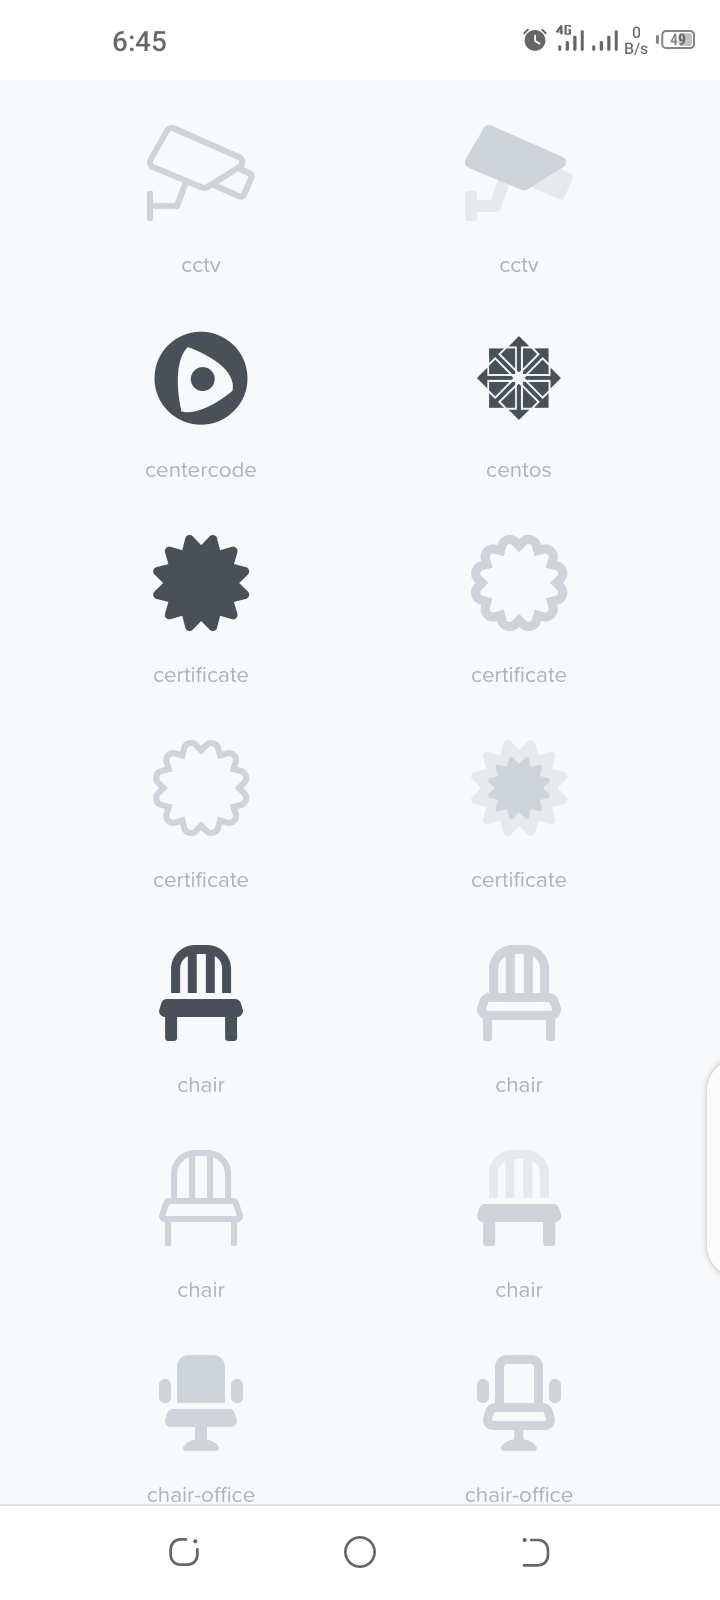 6:45
4G
0
B/s
49
cctv
cctv
centercode
centos
certificate
certificate
certificate
certificate
chair
chair
chair
chair
chair-office
chair-office